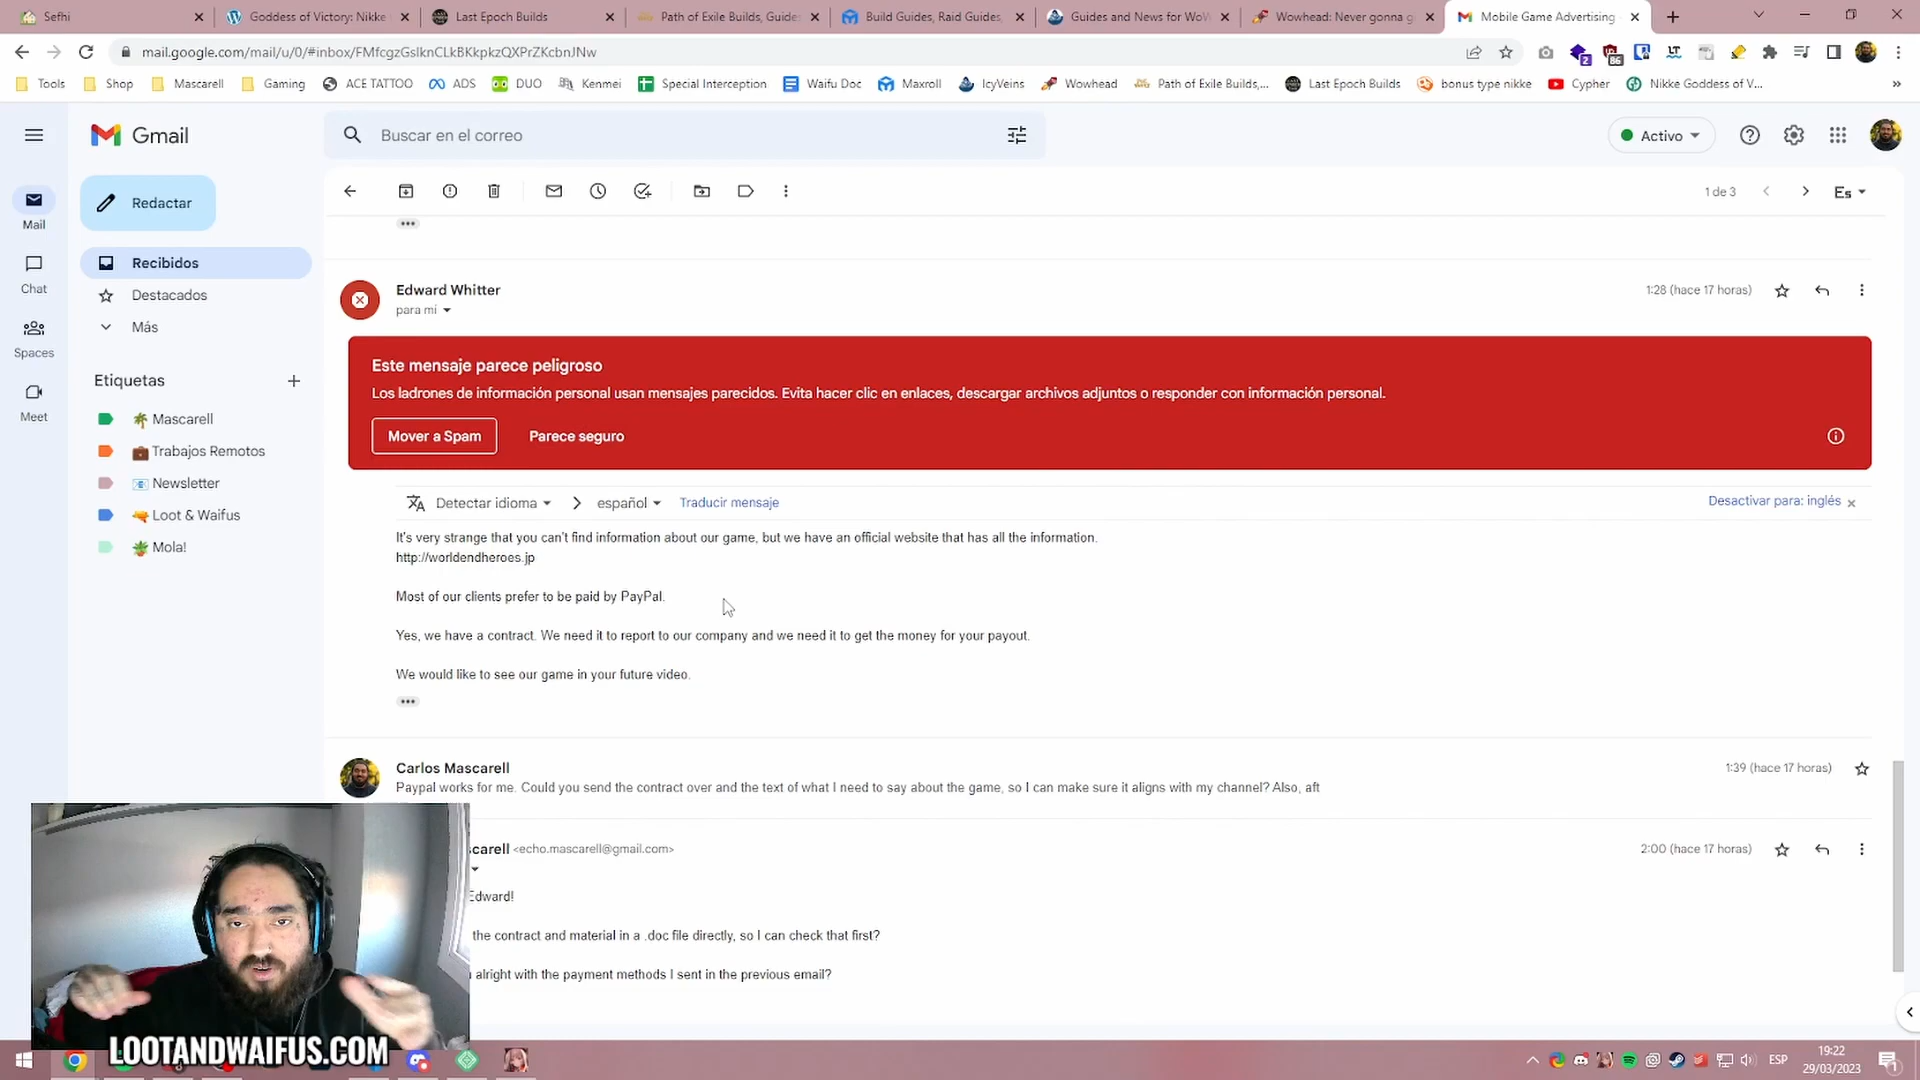 Sefhi
Goddess of Victory: Nikke
Last Epoch Builds
Path of Exile Builds, Guides
Build Guides, Raid Guides,
Guides and News for WoW
Wowhead: Never gonna g
Mobile Game Advertising
mail.google.com/mail/u/0/#inbox/FMfcgzGslknCLkBKkpkzQXPrZKcbnJNw
2
86
Tools
Shop
Mascarell
Gaming
ACE TATTOO
ADS
DUO
Kenmei
Special Interception
Waifu Doc
Maxroll
IcyVeins
Wowhead
Path of Exile Builds,...
Last Epoch Builds
bonus type nikke
Cypher
Nikke Goddess of V...
»
Gmail
Buscar en el correo
Activo
Redactar
1 de 3
Es
Mail
Chat
Spaces
Meet
Recibidos
Destacados
Más
Etiquetas
Mascarell
Trabajos Remotos
Newsletter
Loot & Waifus
Mola!
Edward Whitter
para mí
1:28 (hace 17 horas)
Este mensaje parece peligroso
Los ladrones de información personal usan mensajes parecidos. Evita hacer clic en enlaces, descargar archivos adjuntos o responder con información personal.
Mover a Spam
Parece seguro
Detectar idioma
español
Traducir mensaje
Desactivar para: inglés
It's very strange that you can't find information about our game, but we have an official website that has all the information.
http://worldendheroes.jp
Most of our clients prefer to be paid by PayPal.
Yes, we have a contract. We need it to report to our company and we need it to get the money for your payout.
We would like to see our game in your future video.
Carlos Mascarell
1:39 (hace 17 horas)
Paypal works for me. Could you send the contract over and the text of what I need to say about the game, so I can make sure it aligns with my channel? Also, aft
scarell <echo.mascarell@gmail.com>
2:00 (hace 17 horas)
Edward!
the contract and material in a .doc file directly, so I can check that first?
alright with the payment methods I sent in the previous email?
LOOTANDWAIFUS.COM
ESP
19:22
29/03/2023
1